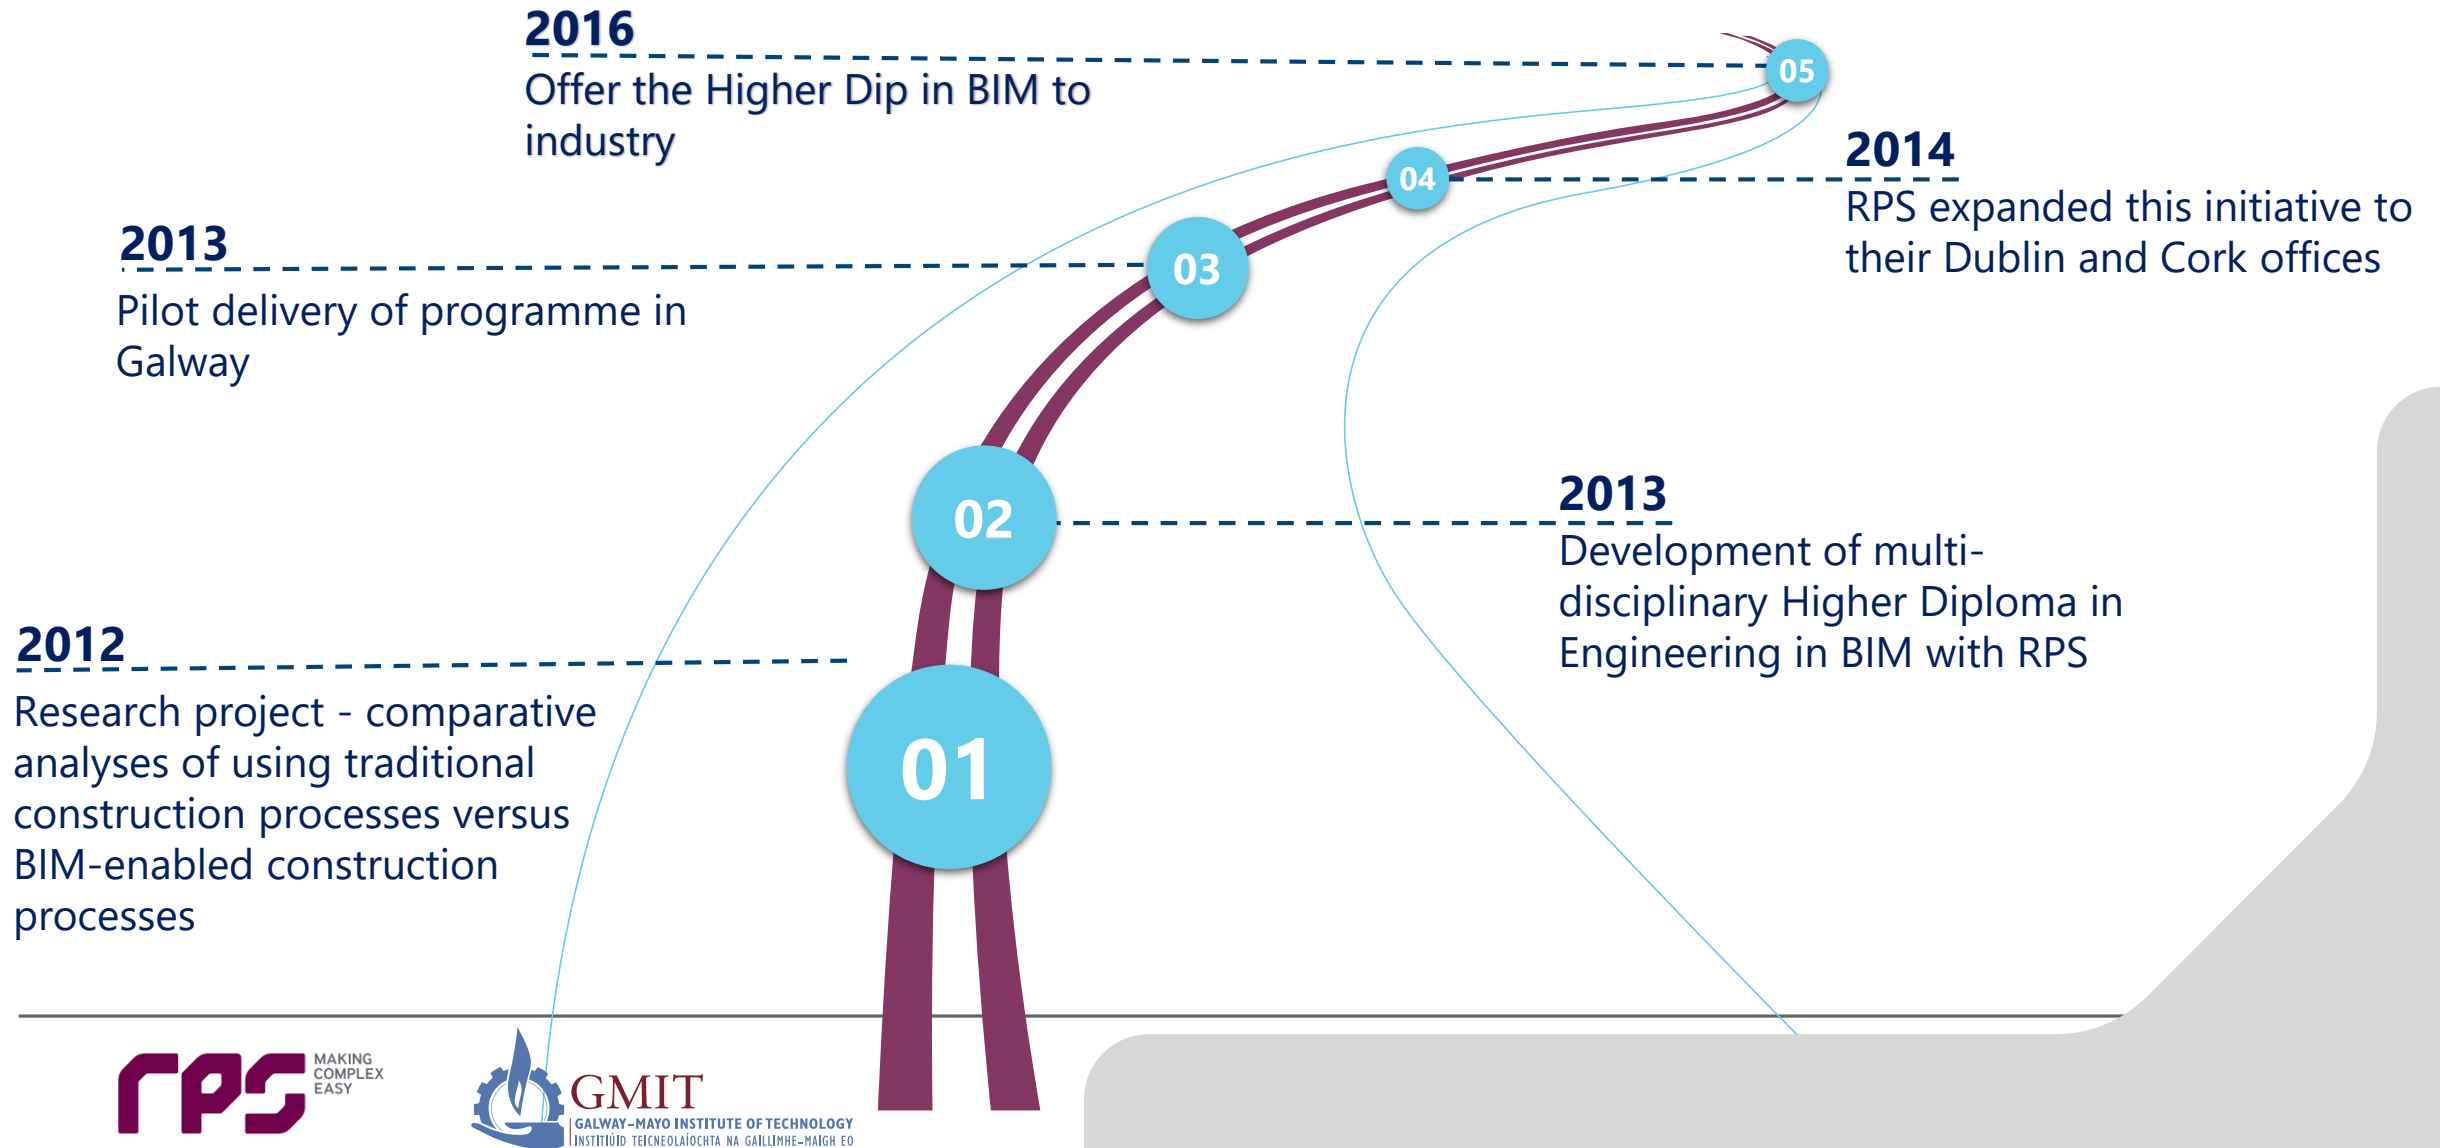 2016
Offer the Higher Dip in BIM to
industry
05
2014
RPS expanded this initiative to
their Dublin and Cork offices
04
2013
Pilot delivery of programme in
Galway
03
02
2013
Development of multi-
disciplinary Higher Diploma in
Engineering in BIM with RPS
2012
Research project - comparative
analyses of using traditional
construction processes versus
BIM-enabled construction
processes
01
rps
MAKING
COMPLEX
EASY
GMIT
GALWAY-MAYO INSTITUTE OF TECHNOLOGY
INSTITIÚID TEICNEOLAÍOCHTA NA GAILLIMHE-MAIGH EO